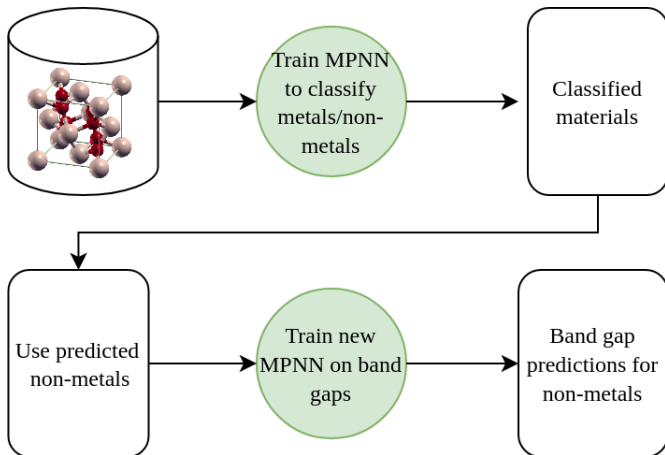 Train MPNN
to classify
metals/non-
metals
Classified
materials
Use predicted
non-metals
Train new
MPNN on band
gaps
Band gap
predictions for
non-metals